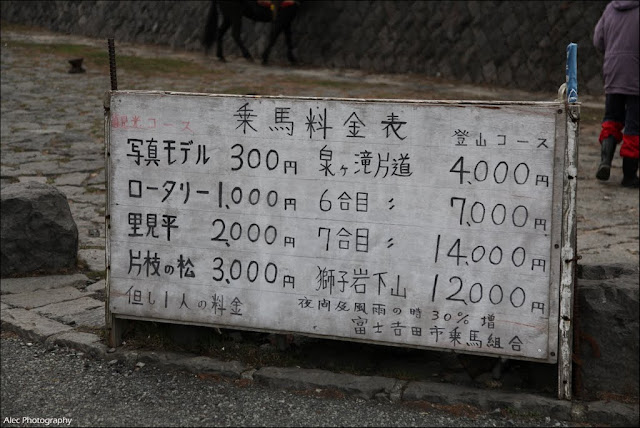 乗馬料金表
コース
登山コース
写真モデル 300円 泉ヶ滝片道 4,000円
ロータリー 1,000円 6合目 〃 7,000円
里見平 2,000円 7合目 〃 14,000円
片枝の松 3,000円 獅子岩下山 12,000円
但し1人の料金 夜間、風雨の時30%増
富士吉田市乗馬組合
Alec Photography